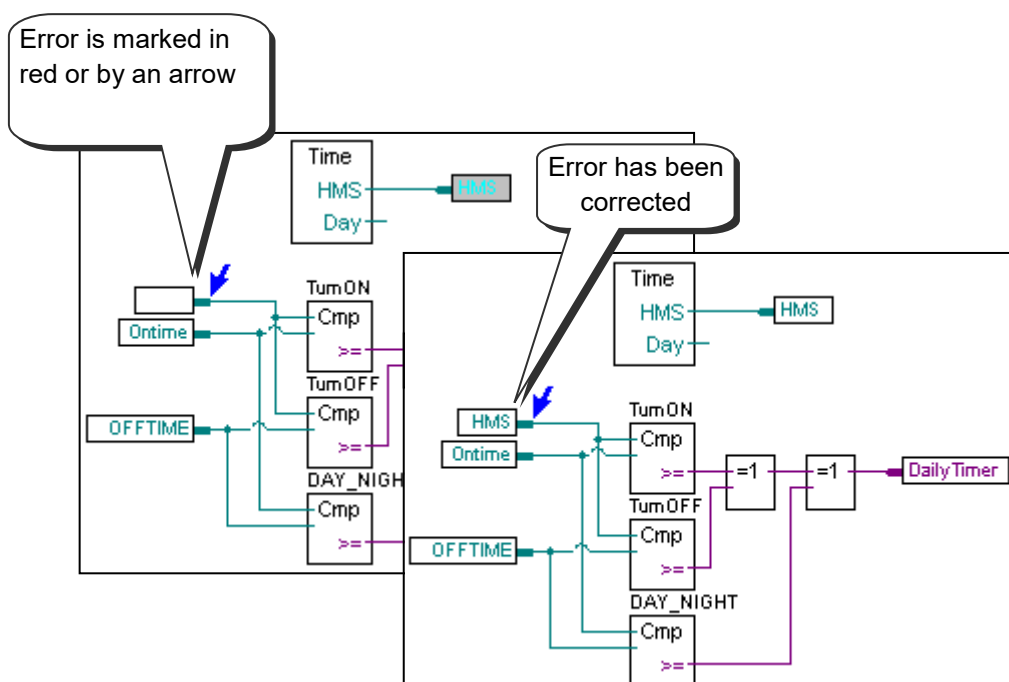 Error is marked in
red or by an arrow
Time
HMS
HMS
Day
Error has been
corrected
TurnON
Ontime
Cmp
>=
TurnOFF
OFFTIME
Cmp
>=
DAY_NIGH
Cmp
>=
Time
HMS
HMS
Day
TurnON
HMS
Cmp
Ontime
>=
=1
=1
DailyTimer
TurnOFF
Cmp
OFFTIME
>=
DAY_NIGHT
Cmp
>=